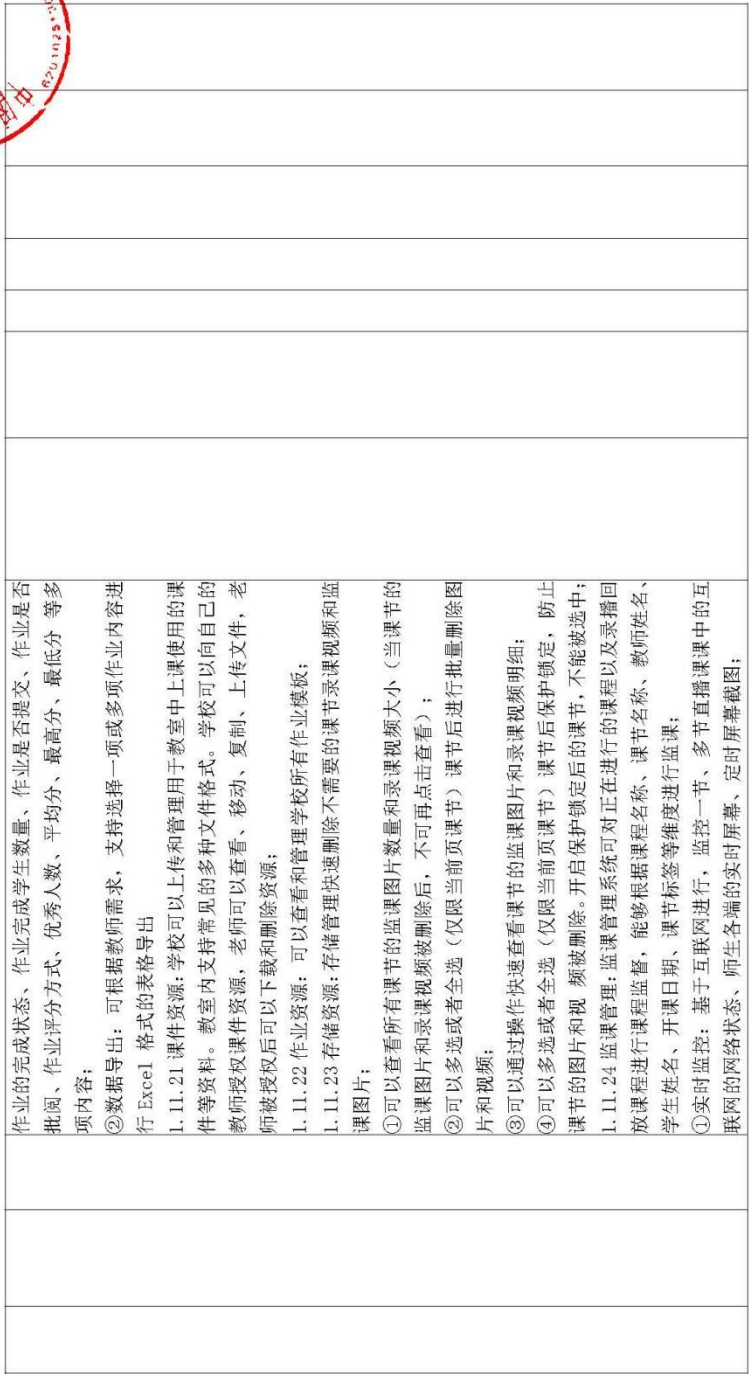 作业的完成状态、作业完成学生数量、作业是否提交、作业是否
批阅、作业评分方式、优秀人数、平均分、最高分、最低分 等多
项内容；
②数据导出：可根据教师需求，支持选择一项或多项作业内容进
行 Excel 格式的表格导出
1.11.21 课件资源：学校可以上传和管理用于教室中上课使用的课
件等资料。教室内支持常见的多种文件格式。学校可以向自己的
教师授权课件资源，老师可以查看、移动、复制、上传文件，老
师被授权后可以下载和删除资源；
1.11.22 作业资源：可以查看和管理学校所有作业模板；
1.11.23 存储资源：存储管理快速删除不需要的课节录课视频和监
课图片；
①可以查看所有课节的监课图片数量和录课视频大小（当课节的
监课图片和录课视频被删除后，不可再点击查看）；
②可以多选或者全选（仅限当前页课节）课节后进行批量删除图
片和视频；
③可以通过操作快速查看课节的监课图片和录课视频明细；
④可以多选或者全选（仅限当前页课节）课节后保护锁定，防止
课节的图片和视 频被删除。开启保护锁定后的课节，不能被选中；
1.11.24 监课管理：监课管理系统可对正在进行的课程以及录播回
放课程进行课程监督，能够根据课程名称、课节名称、教师姓名、
学生姓名、开课日期、课节标签等维度进行监课；
①实时监控：基于互联网进行，监控一节、多节直播课课中的互
联网的网络状态、师生各端的实时屏幕、定时屏幕截图；